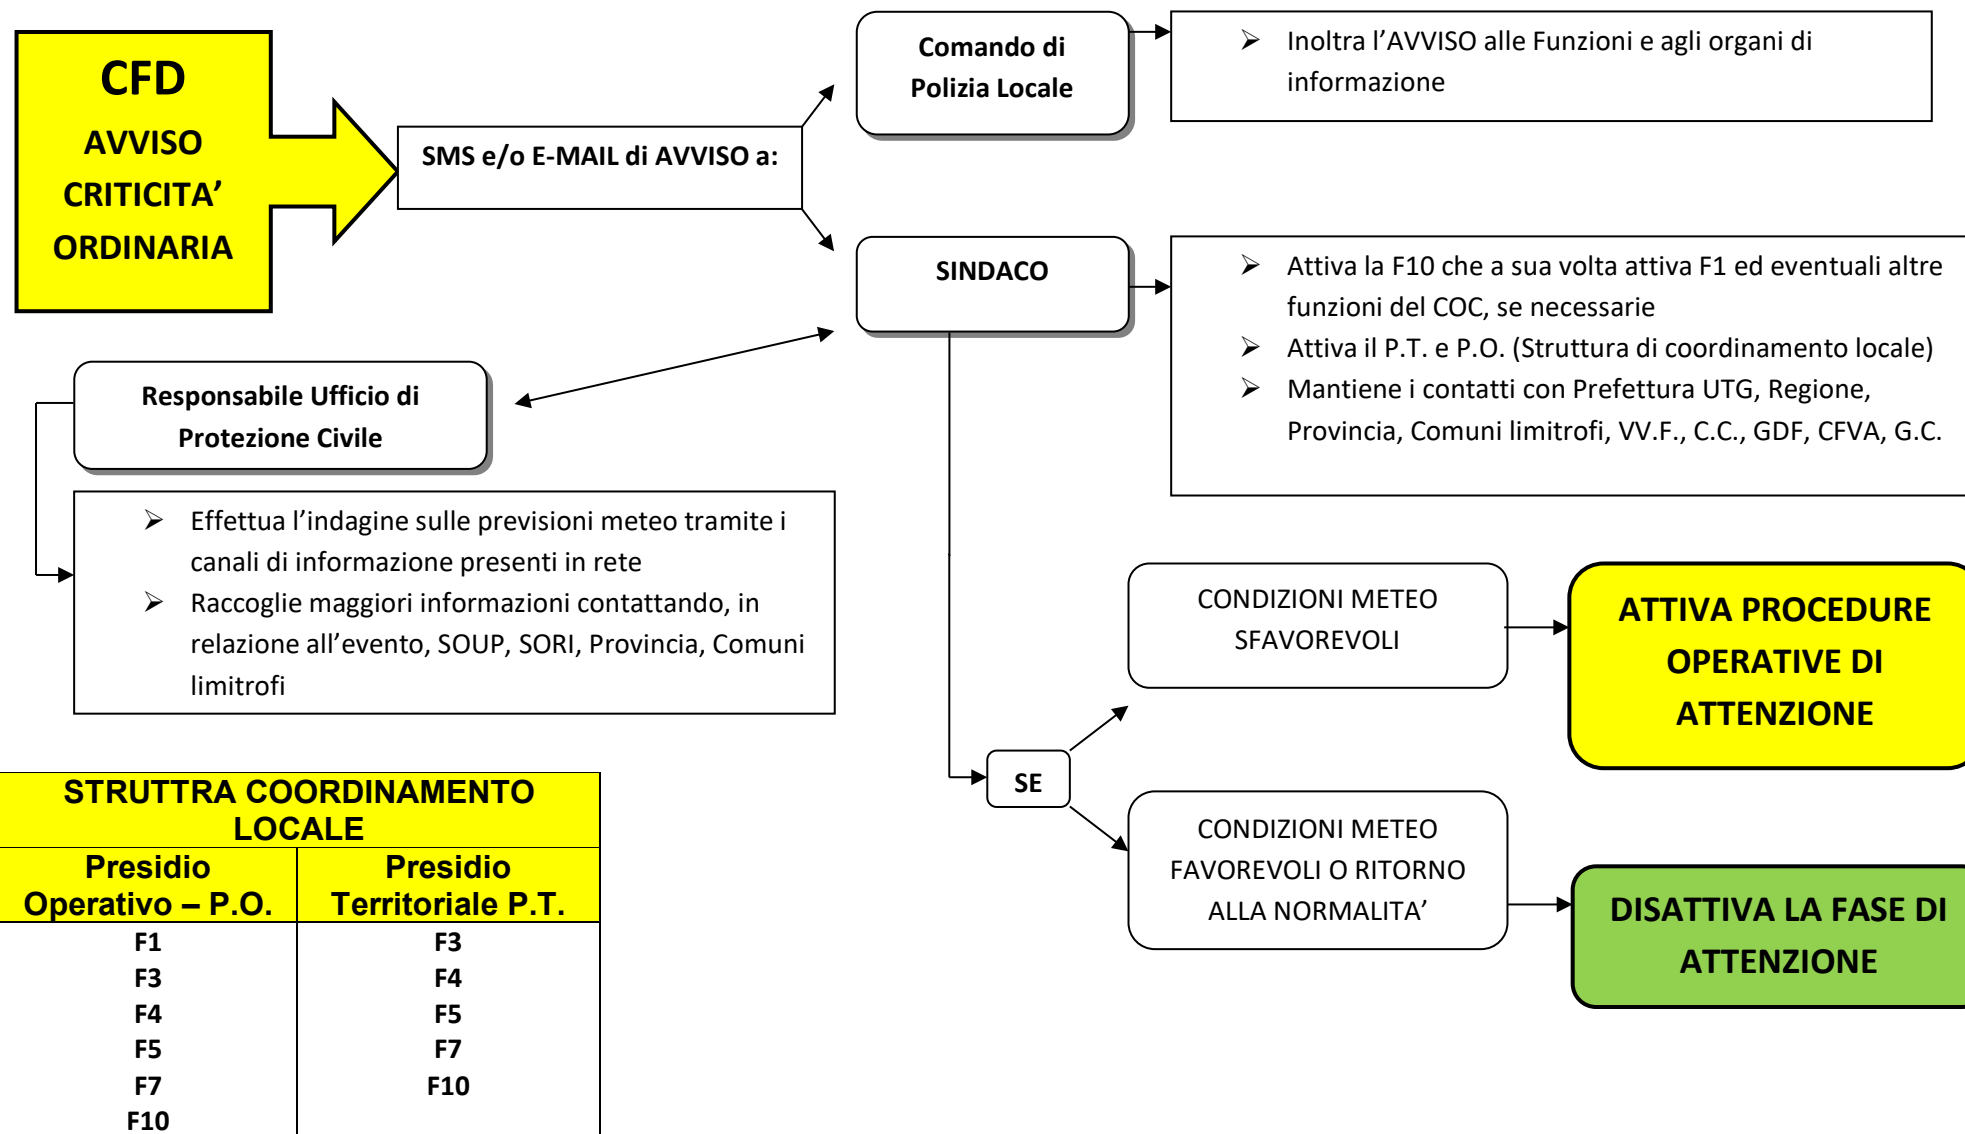 CFD
AVVISO
CRITICITA’
ORDINARIA
SMS e/o E-MAIL di AVVISO a:
Comando di
Polizia Locale
➢ Inoltra l’AVVISO alle Funzioni e agli organi di
informazione
SINDACO
➢ Attiva la F10 che a sua volta attiva F1 ed eventuali altre
funzioni del COC, se necessarie
➢ Attiva il P.T. e P.O. (Struttura di coordinamento locale)
➢ Mantiene i contatti con Prefettura UTG, Regione,
Provincia, Comuni limitrofi, VV.F., C.C., GDF, CFVA, G.C.
Responsabile Ufficio di
Protezione Civile
➢ Effettua l’indagine sulle previsioni meteo tramite i
canali di informazione presenti in rete
➢ Raccoglie maggiori informazioni contattando, in
relazione all’evento, SOUP, SORI, Provincia, Comuni
limitrofi
SE
CONDIZIONI METEO
SFAVOREVOLI
ATTIVA PROCEDURE
OPERATIVE DI
ATTENZIONE
CONDIZIONI METEO
FAVOREVOLI O RITORNO
ALLA NORMALITA’
DISATTIVA LA FASE DI
ATTENZIONE
STRUTTRA COORDINAMENTO
LOCALE
Presidio
Operativo – P.O.
Presidio
Territoriale P.T.
F1 F3
F3 F4
F4 F5
F5 F7
F7 F10
F10